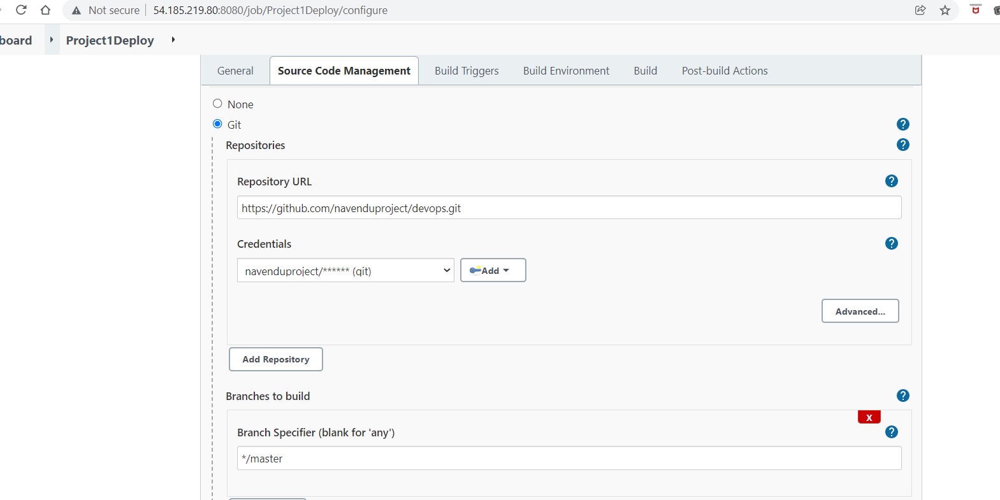 Not secure 54.185.219.80:8080/job/Project1Deploy/configure
board Project1Deploy
General Source Code Management Build Triggers Build Environment Build Post-build Actions
None
Git
?
Repositories
?
Repository URL
?
https://github.com/navenduproject/devops.git
Credentials
?
navenduproject/****** (git)
Add
Advanced...
Add Repository
Branches to build
?
X
Branch Specifier (blank for 'any')
?
*/master